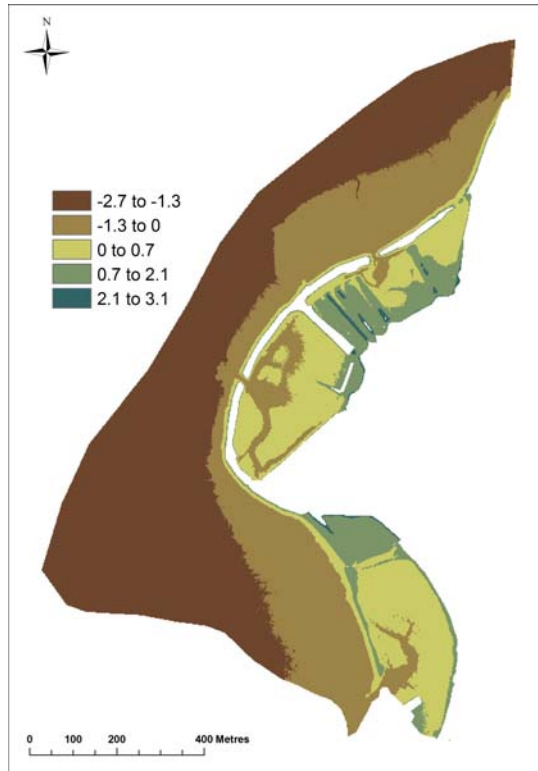 N
-2.7 to -1.3
-1.3 to 0
0 to 0.7
0.7 to 2.1
2.1 to 3.1
0 100 200 400 Metres